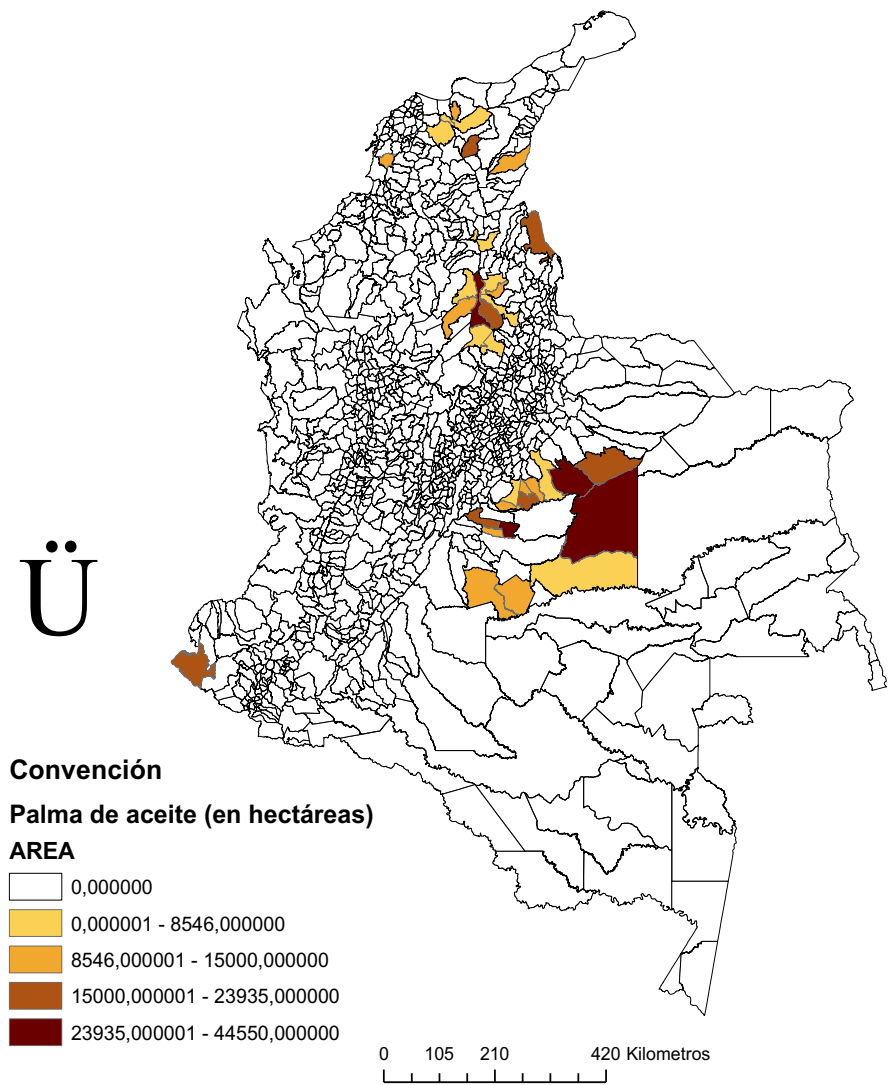 Ü
Convención
Palma de aceite (en hectáreas)
AREA
0,000000
0,000001 - 8546,000000
8546,000001 - 15000,000000
15000,000001 - 23935,000000
23935,000001 - 44550,000000
0 105 210 420 Kilometros